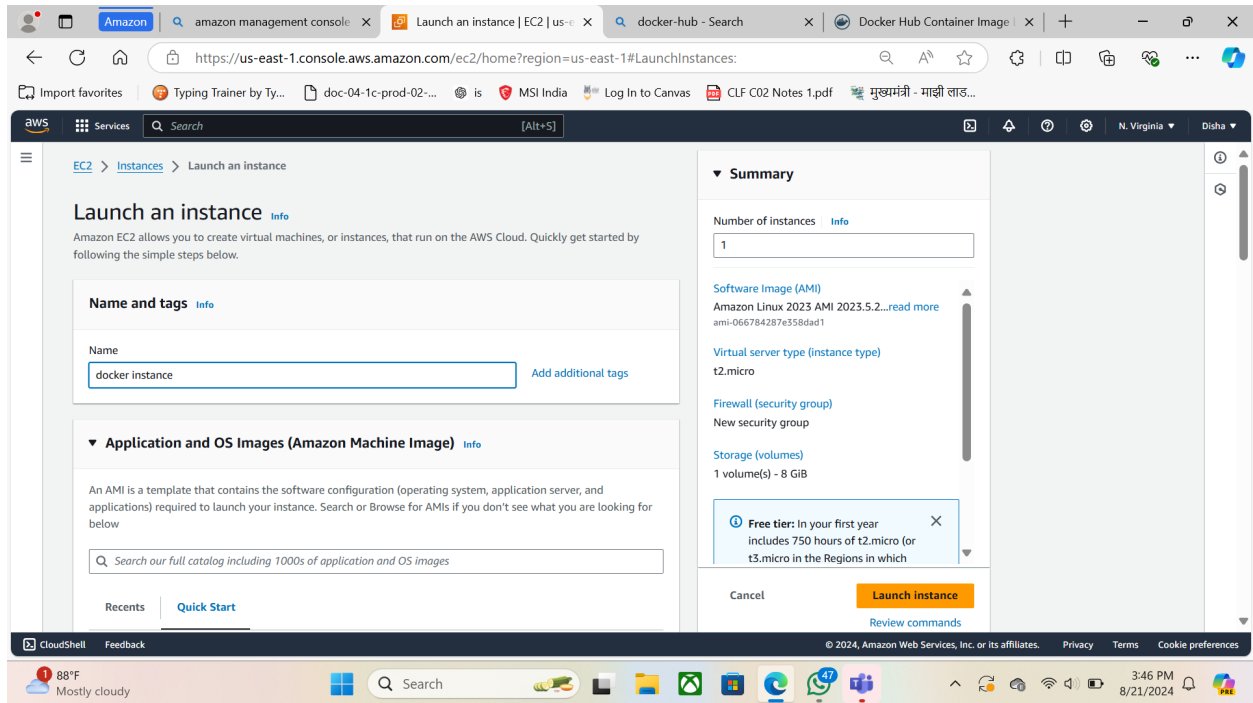 Amazon
amazon management console
Launch an instance | EC2 | us-e
docker-hub - Search
Docker Hub Container Image
https://us-east-1.console.aws.amazon.com/ec2/home?region=us-east-1#LaunchInstances:
Import favorites
Typing Trainer by Ty...
doc-04-1c-prod-02-...
is
MSI India
Log In to Canvas
CLF C02 Notes 1.pdf
मुख्यमंत्री - माझी लाड...
aws
Services
Search
[Alt+S]
N. Virginia
Disha
EC2 > Instances > Launch an instance
Launch an instance Info
Amazon EC2 allows you to create virtual machines, or instances, that run on the AWS Cloud. Quickly get started by
following the simple steps below.
Name and tags Info
Name
docker instance
Add additional tags
Application and OS Images (Amazon Machine Image) Info
An AMI is a template that contains the software configuration (operating system, application server, and
applications) required to launch your instance. Search or Browse for AMIs if you don't see what you are looking for
below
Search our full catalog including 1000s of application and OS images
Recents
Quick Start
Summary
Number of instances Info
1
Software Image (AMI)
Amazon Linux 2023 AMI 2023.5.2...read more
ami-066784287e358dad1
Virtual server type (instance type)
t2.micro
Firewall (security group)
New security group
Storage (volumes)
1 volume(s) - 8 GiB
Free tier: In your first year
includes 750 hours of t2.micro (or
t3.micro in the Regions in which
Cancel
Launch instance
Review commands
CloudShell
Feedback
© 2024, Amazon Web Services, Inc. or its affiliates.
Privacy
Terms
Cookie preferences
1
88°F
Mostly cloudy
Search
47
3:46 PM
8/21/2024
PRE